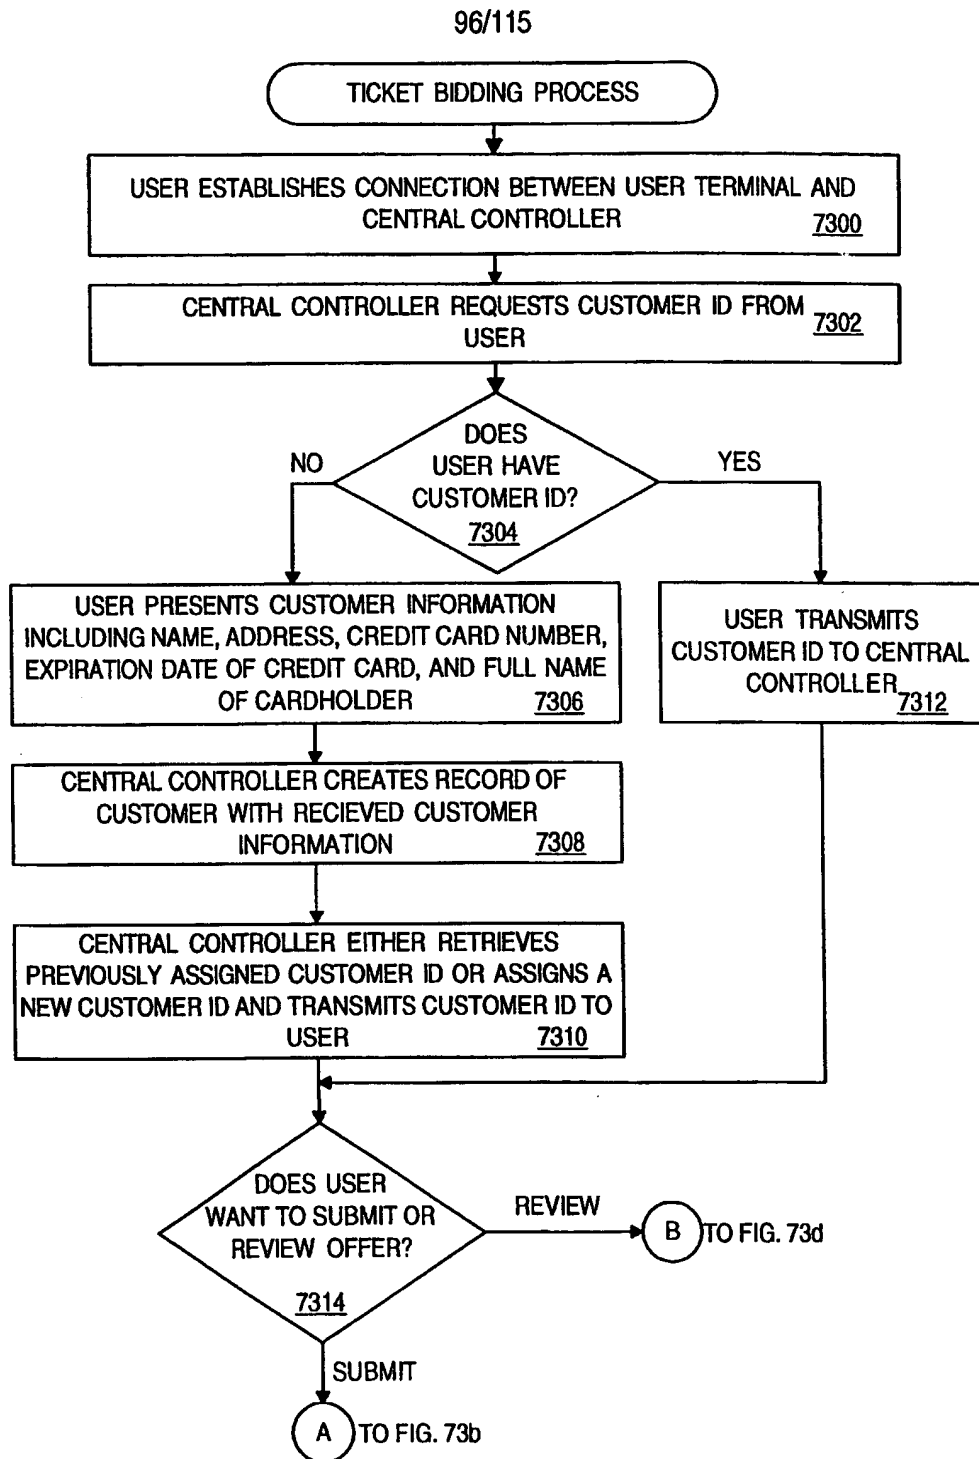 96/115
TICKET BIDDING PROCESS
USER ESTABLISHES CONNECTION BETWEEN USER TERMINAL AND
CENTRAL CONTROLLER 7300
CENTRAL CONTROLLER REQUESTS CUSTOMER ID FROM
USER 7302
DOES
USER HAVE
CUSTOMER ID?
7304
NO
YES
USER PRESENTS CUSTOMER INFORMATION
INCLUDING NAME, ADDRESS, CREDIT CARD NUMBER,
EXPIRATION DATE OF CREDIT CARD, AND FULL NAME
OF CARDHOLDER 7306
USER TRANSMITS
CUSTOMER ID TO CENTRAL
CONTROLLER 7312
CENTRAL CONTROLLER CREATES RECORD OF
CUSTOMER WITH RECIEVED CUSTOMER
INFORMATION 7308
CENTRAL CONTROLLER EITHER RETRIEVES
PREVIOUSLY ASSIGNED CUSTOMER ID OR ASSIGNS A
NEW CUSTOMER ID AND TRANSMITS CUSTOMER ID TO
USER 7310
DOES USER
WANT TO SUBMIT OR
REVIEW OFFER?
7314
REVIEW
B TO FIG. 73d
SUBMIT
A TO FIG. 73b